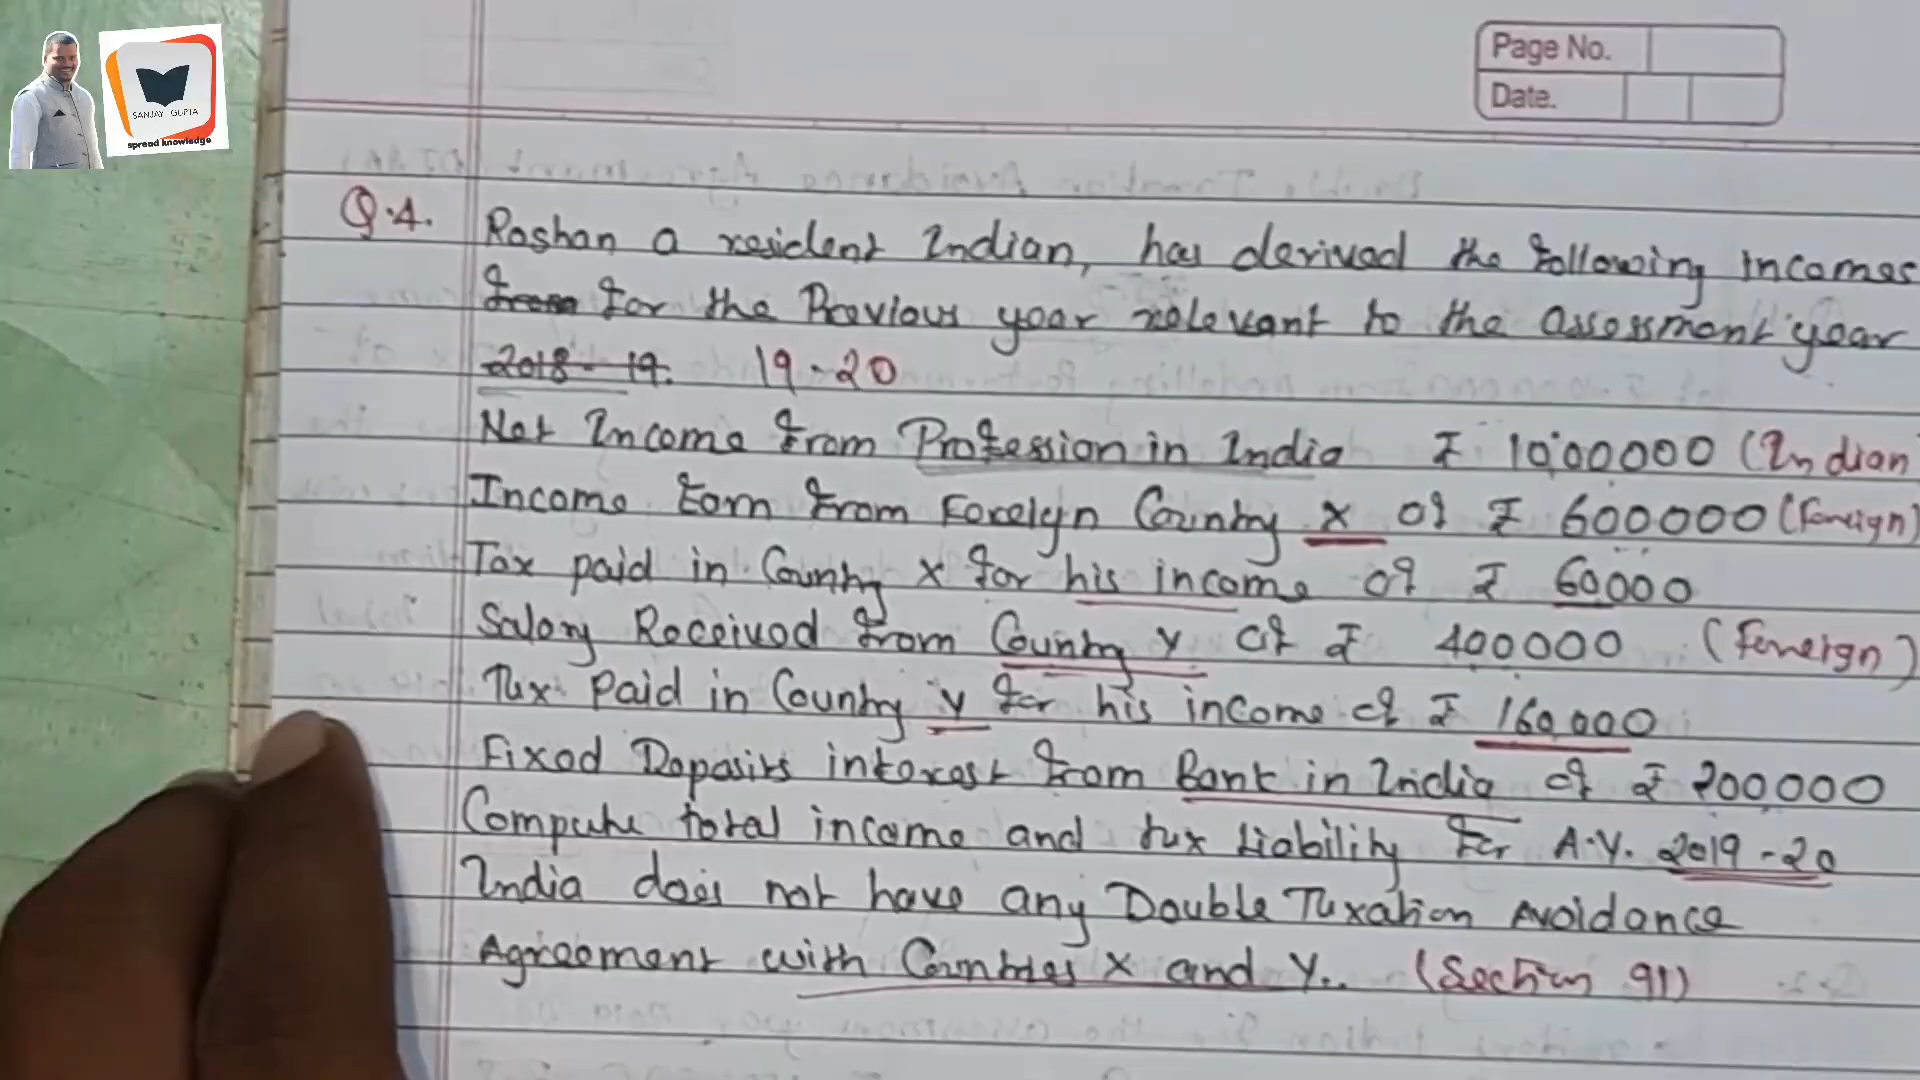 SANJAY GUPTA
spread knowledge
Page No.
Date.
Q.4. Roshan a resident Indian, has derived the following incomes
from for the Previous year relevant to the assessment year
2018-19. 19-20
Net Income from Profession in India ₹ 1000000 (Indian
Income Earn from Foreign Country X of ₹ 600000 (Foreign)
Tax paid in Country X for his income of ₹ 60000
Salary Received from Country Y of ₹ 400000 (Foreign)
Tax Paid in Country Y for his income of ₹ 160000
Fixed Deposits interest from Bank in India of ₹ 200000
Compute total income and tax liability for A.Y. 2019-20
India does not have any Double Taxation Avoidance
Agreement with Countries X and Y. (Section 91)